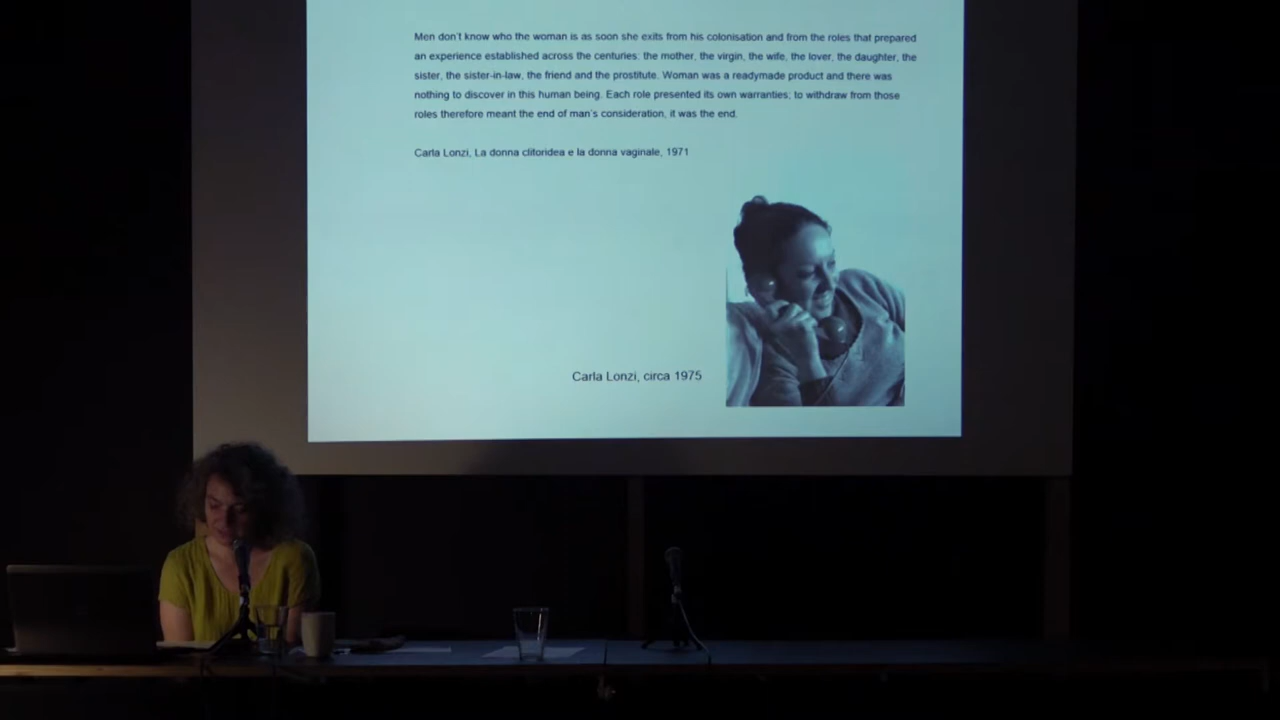 Men don't know who the woman is as soon she exits from his colonisation and from the roles that prepared
an experience established across the centuries: the mother, the virgin, the wife, the lover, the daughter, the
sister, the sister-in-law, the friend and the prostitute. Woman was a readymade product and there was
nothing to discover in this human being. Each role presented its own warranties; to withdraw from those
roles therefore meant the end of man's consideration, it was the end.
Carla Lonzi, La donna clitoridea e la donna vaginale, 1971
Carla Lonzi, circa 1975